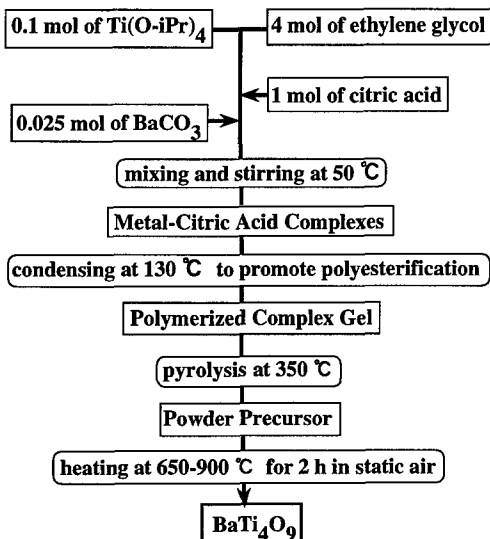 0.1 mol of Ti(O-iPr)4
4 mol of ethylene glycol
1 mol of citric acid
0.025 mol of BaCO3
mixing and stirring at 50 ℃
Metal-Citric Acid Complexes
condensing at 130 ℃ to promote polyesterification
Polymerized Complex Gel
pyrolysis at 350 ℃
Powder Precursor
heating at 650-900 ℃ for 2 h in static air
BaTi4O9